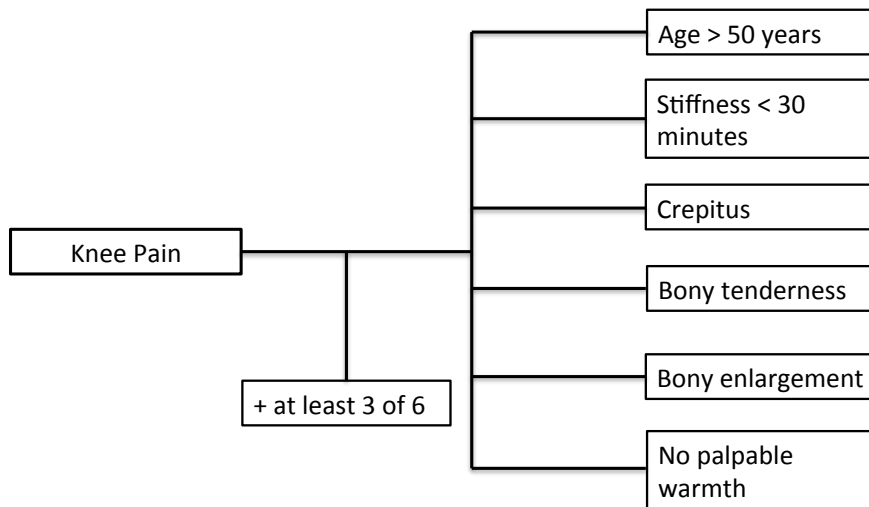 Age > 50 years
Stiffness < 30
minutes
Crepitus
Knee Pain
Bony tenderness
+ at least 3 of 6
Bony enlargement
No palpable
warmth